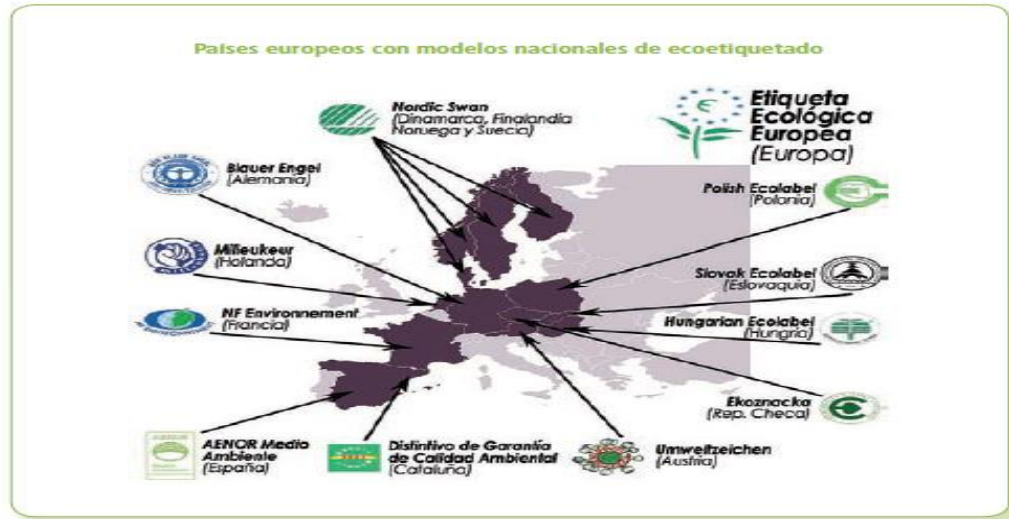 Países europeos con modelos nacionales de ecoetiquetado
Nordic Swan
(Dinamarca, Finalandia
Noruega y Suecia)
Etiqueta
Ecológica
Europea
(Europa)
Blauer Engel
(Alemania)
Polish Ecolabel
(Polonia)
Milieukeur
(Holanda)
Slovak Ecolabel
(Eslovaquia)
NF Environnement
(Francia)
Hungarian Ecolabel
(Hungría)
Ekoznacka
(Rep. Checa)
AENOR Medio
Ambiente
(España)
Distintivo de Garantía
de Calidad Ambiental
(Cataluña)
Umweltzeichen
(Austria)